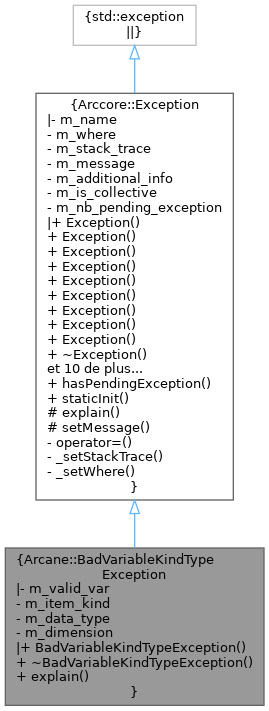 {std::exception
||}
{Arccore::Exception
|- m_name
- m_where
- m_stack_trace
- m_message
- m_additional_info
- m_is_collective
- m_nb_pending_exception
|+ Exception()
+ Exception()
+ Exception()
+ Exception()
+ Exception()
+ Exception()
+ Exception()
+ Exception()
+ Exception()
+ ~Exception()
et 10 de plus...
+ hasPendingException()
+ staticInit()
# explain()
# setMessage()
- operator=()
- _setStackTrace()
- _setWhere()
}
{Arcane::BadVariableKindType
Exception
|- m_valid_var
- m_item_kind
- m_data_type
- m_dimension
|+ BadVariableKindTypeException()
+ ~BadVariableKindTypeException()
+ explain()
}